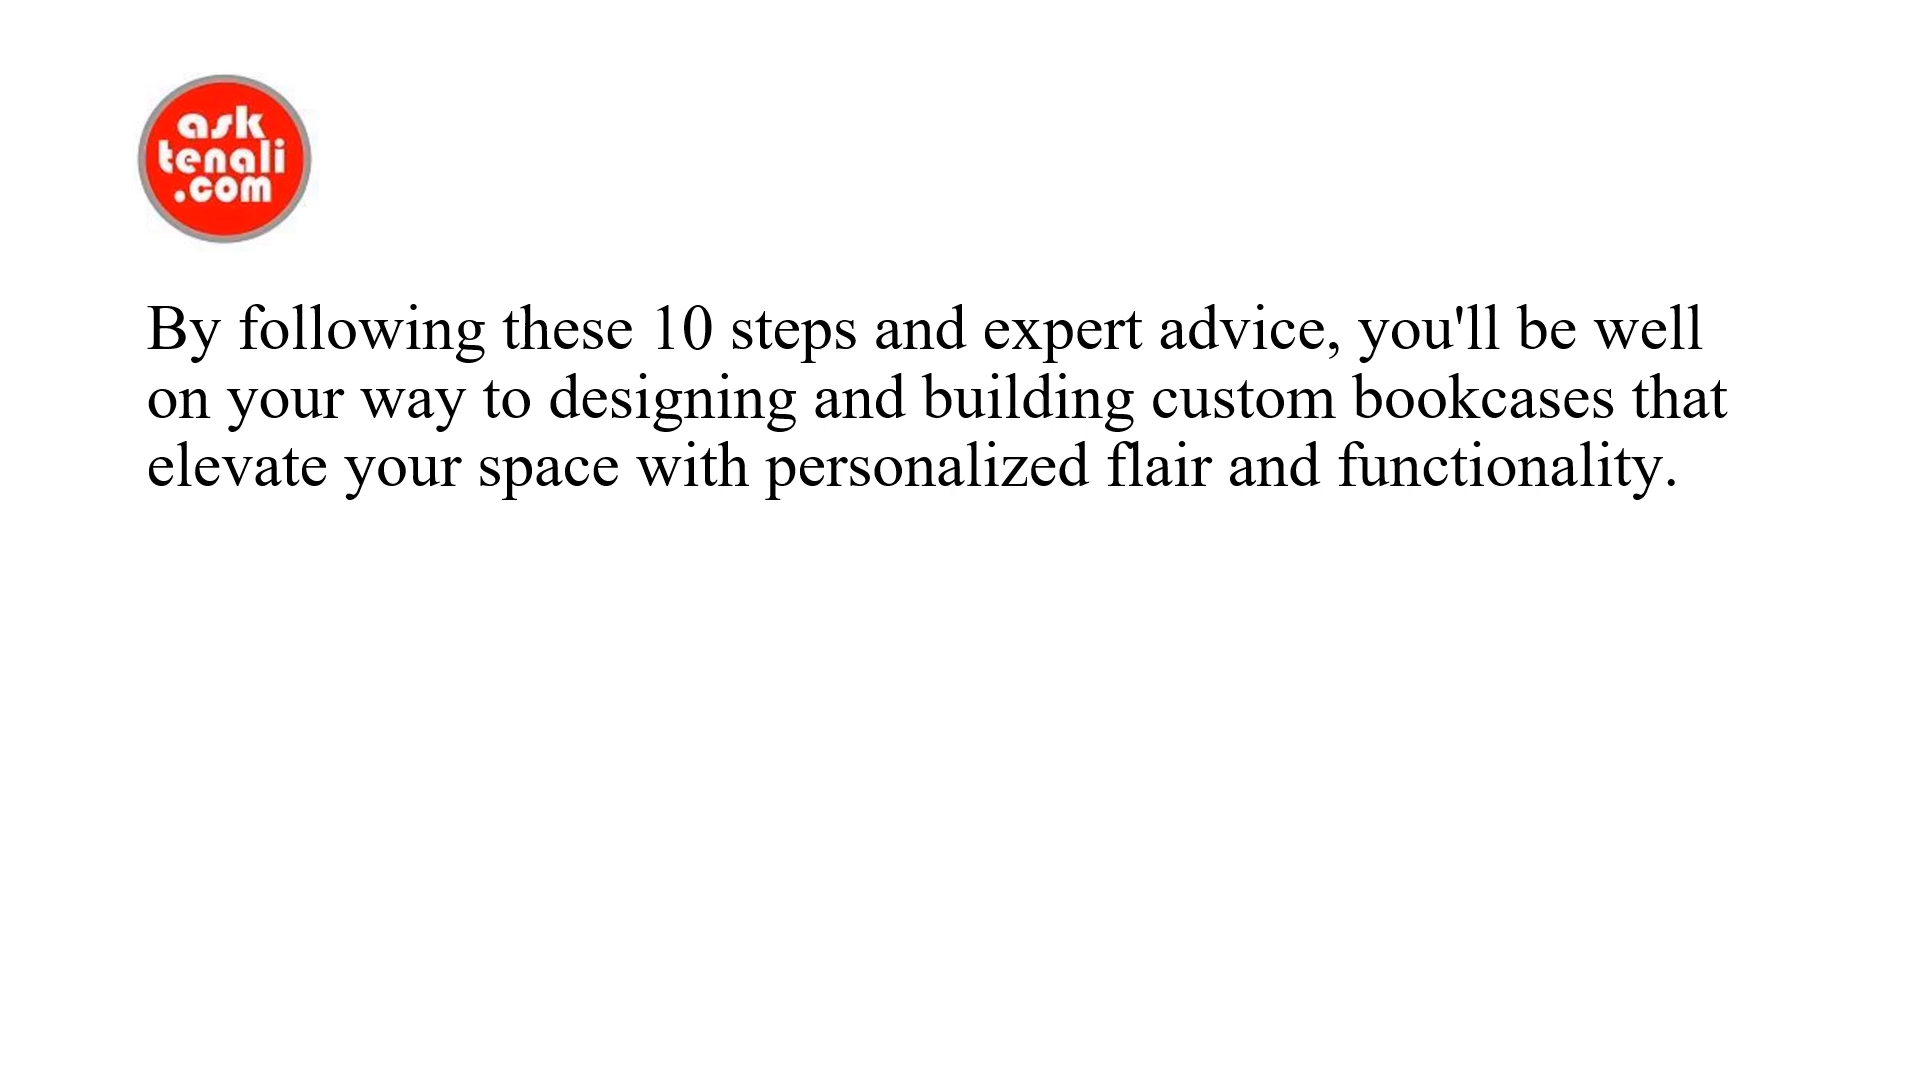 ask
tenali
.com
By following these 10 steps and expert advice, you'll be well
on your way to designing and building custom bookcases that
elevate your space with personalized flair and functionality.